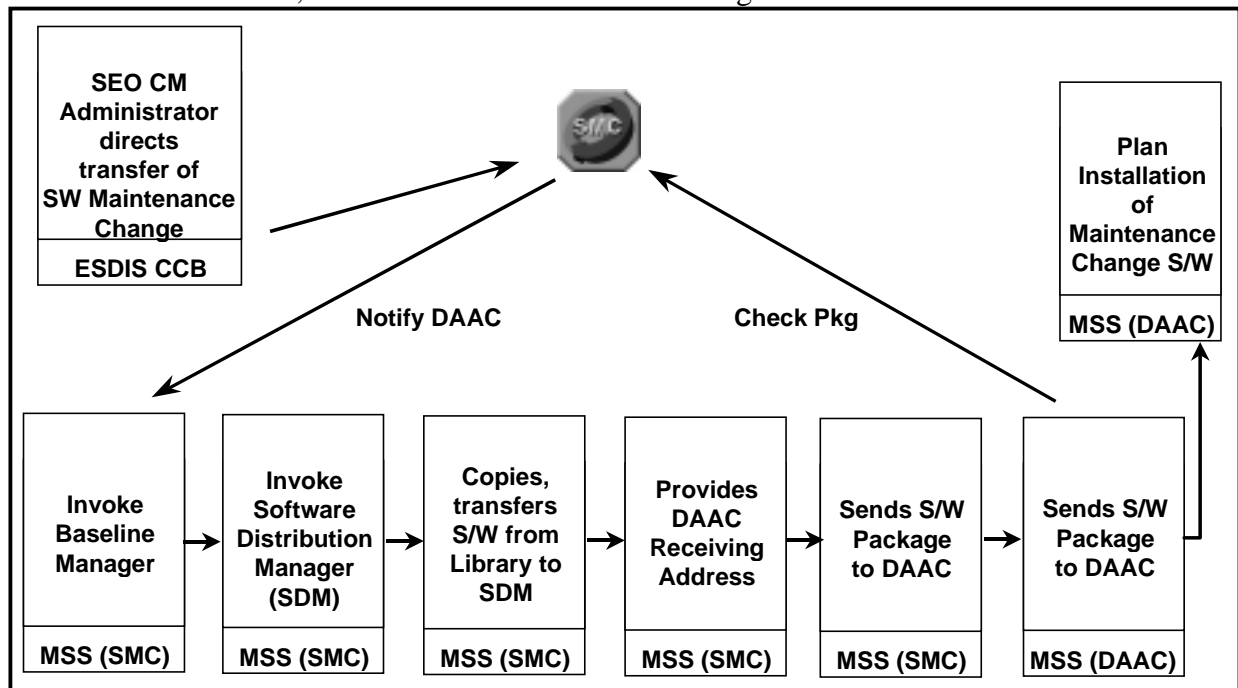 SEO CM
Administrator
directs
transfer of
SW Maintenance
Change
ESDIS CCB
SMC
Plan
Installation
of
Maintenance
Change S/W
MSS (DAAC)
Notify DAAC
Check Pkg
Invoke
Baseline
Manager
MSS (SMC)
Invoke
Software
Distribution
Manager
(SDM)
MSS (SMC)
Copies,
transfers
S/W from
Library to
SDM
MSS (SMC)
Provides
DAAC
Receiving
Address
MSS (SMC)
Sends S/W
Package
to DAAC
MSS (SMC)
Sends S/W
Package
to DAAC
MSS (DAAC)